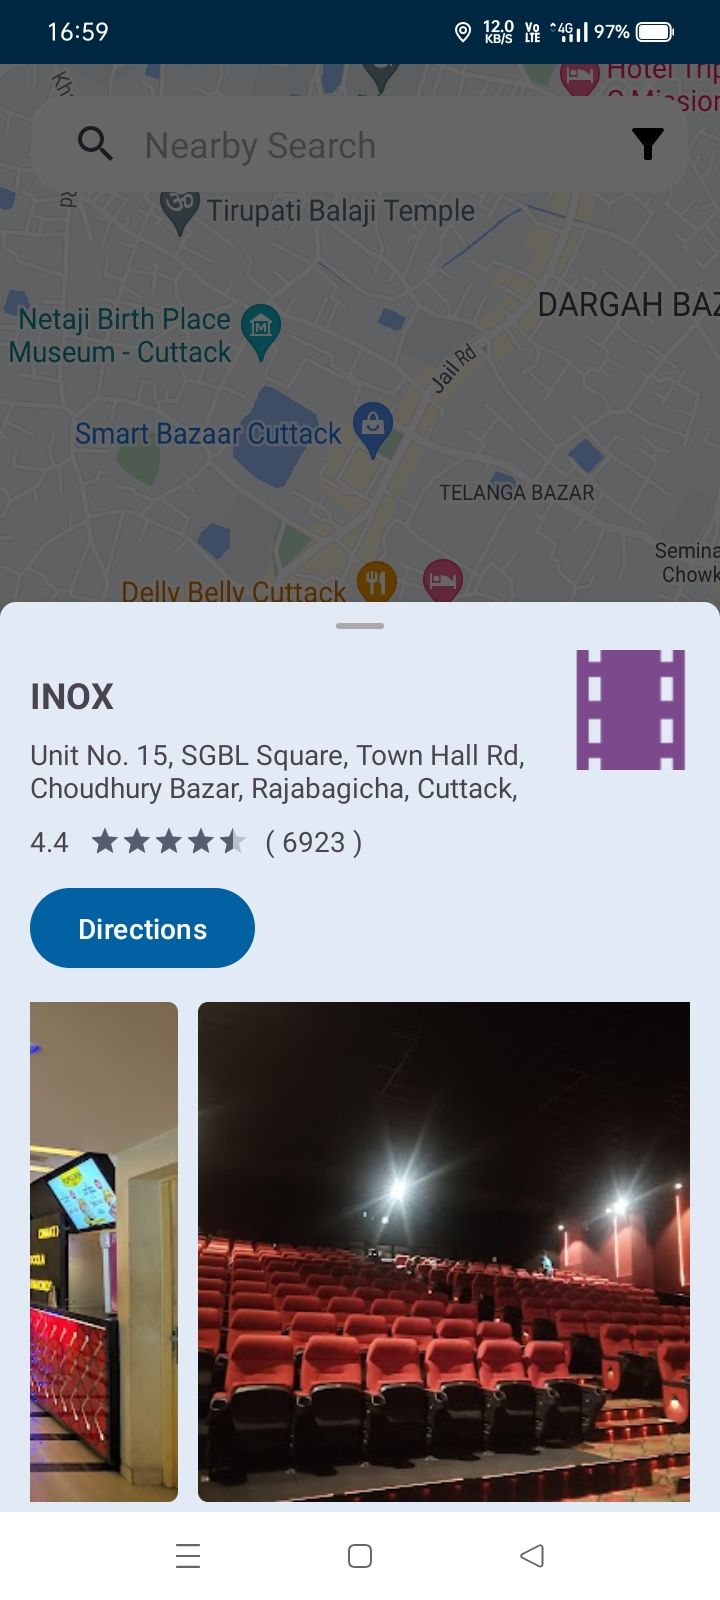 16:59
12.0
KB/S
Vo
LTE
4G
97%
Hotel Trip
Nearby Search
Tirupati Balaji Temple
DARGAH BAZ
Netaji Birth Place
Museum - Cuttack
Jail Rd
Smart Bazaar Cuttack
TELANGA BAZAR
Semina
Chowk
Delly Belly Cuttack
INOX
Unit No. 15, SGBL Square, Town Hall Rd,
Choudhury Bazar, Rajabagicha, Cuttack,
4.4 ( 6923 )
Directions